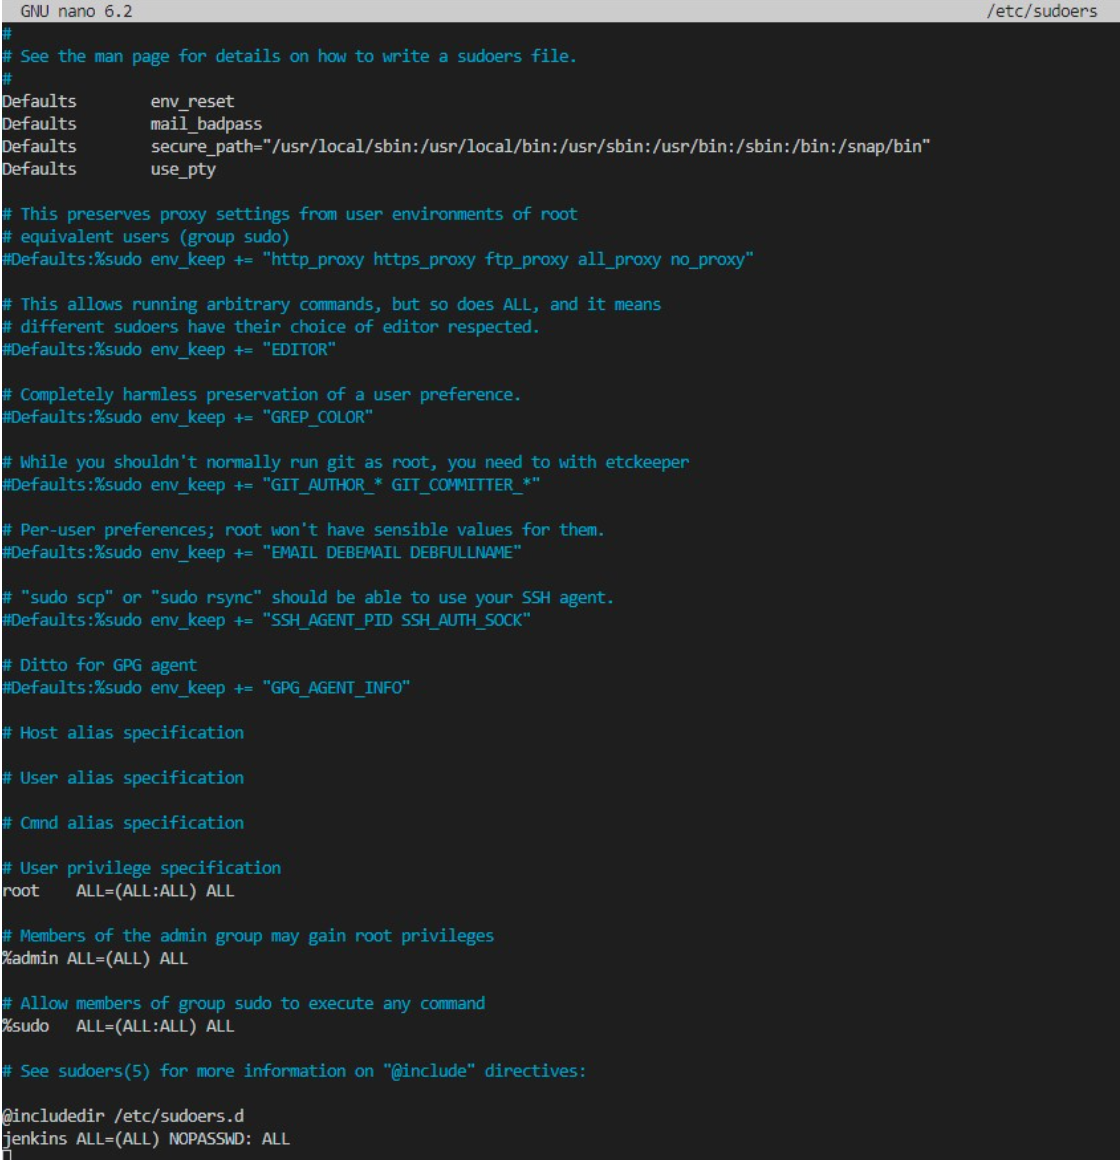 GNU nano 6.2 /etc/sudoers
#
# See the man page for details on how to write a sudoers file.
#
Defaults env_reset
Defaults mail_badpass
Defaults secure_path="/usr/local/sbin:/usr/local/bin:/usr/sbin:/usr/bin:/sbin:/bin:/snap/bin"
Defaults use_pty
# This preserves proxy settings from user environments of root
# equivalent users (group sudo)
#Defaults:%sudo env_keep += "http_proxy https_proxy ftp_proxy all_proxy no_proxy"
# This allows running arbitrary commands, but so does ALL, and it means
# different sudoers have their choice of editor respected.
#Defaults:%sudo env_keep += "EDITOR"
# Completely harmless preservation of a user preference.
#Defaults:%sudo env_keep += "GREP_COLOR"
# While you shouldn't normally run git as root, you need to with etckeeper
#Defaults:%sudo env_keep += "GIT_AUTHOR_* GIT_COMMITTER_*"
# Per-user preferences; root won't have sensible values for them.
#Defaults:%sudo env_keep += "EMAIL DEBEMAIL DEBFULLNAME"
# "sudo scp" or "sudo rsync" should be able to use your SSH agent.
#Defaults:%sudo env_keep += "SSH_AGENT_PID SSH_AUTH_SOCK"
# Ditto for GPG agent
#Defaults:%sudo env_keep += "GPG_AGENT_INFO"
# Host alias specification
# User alias specification
# Cmnd alias specification
# User privilege specification
root ALL=(ALL:ALL) ALL
# Members of the admin group may gain root privileges
%admin ALL=(ALL) ALL
# Allow members of group sudo to execute any command
%sudo ALL=(ALL:ALL) ALL
# See sudoers(5) for more information on "@include" directives:
@includedir /etc/sudoers.d
jenkins ALL=(ALL) NOPASSWD: ALL